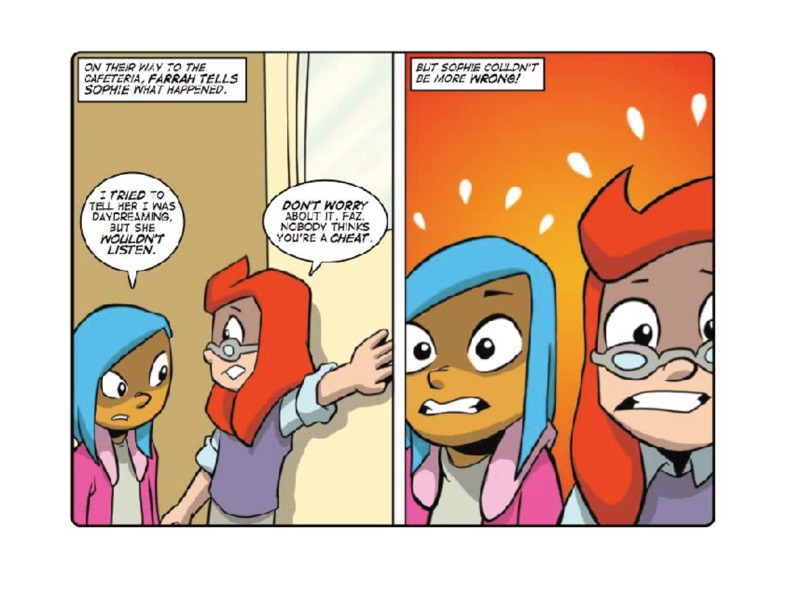 ON THEIR WAY TO THE
CAFETERIA, FARRAH TELLS
SOPHIE WHAT HAPPENED.
I TRIED TO
TELL HER I WAS
DAYDREAMING,
BUT SHE
WOULDN'T
LISTEN.
DON'T WORRY
ABOUT IT, FAZ.
NOBODY THINKS
YOU'RE A CHEAT.
BUT SOPHIE COULDN'T
BE MORE WRONG!